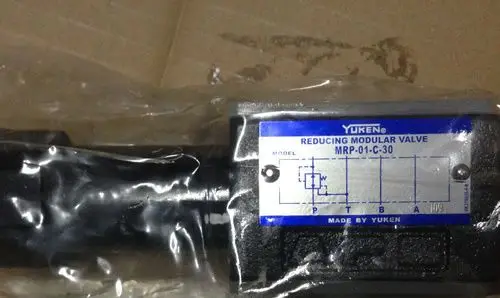 YUKEN®
REDUCING MODULAR VALVE
MODEL
MRP-01-C-30
P T B A
MADE BY YUKEN